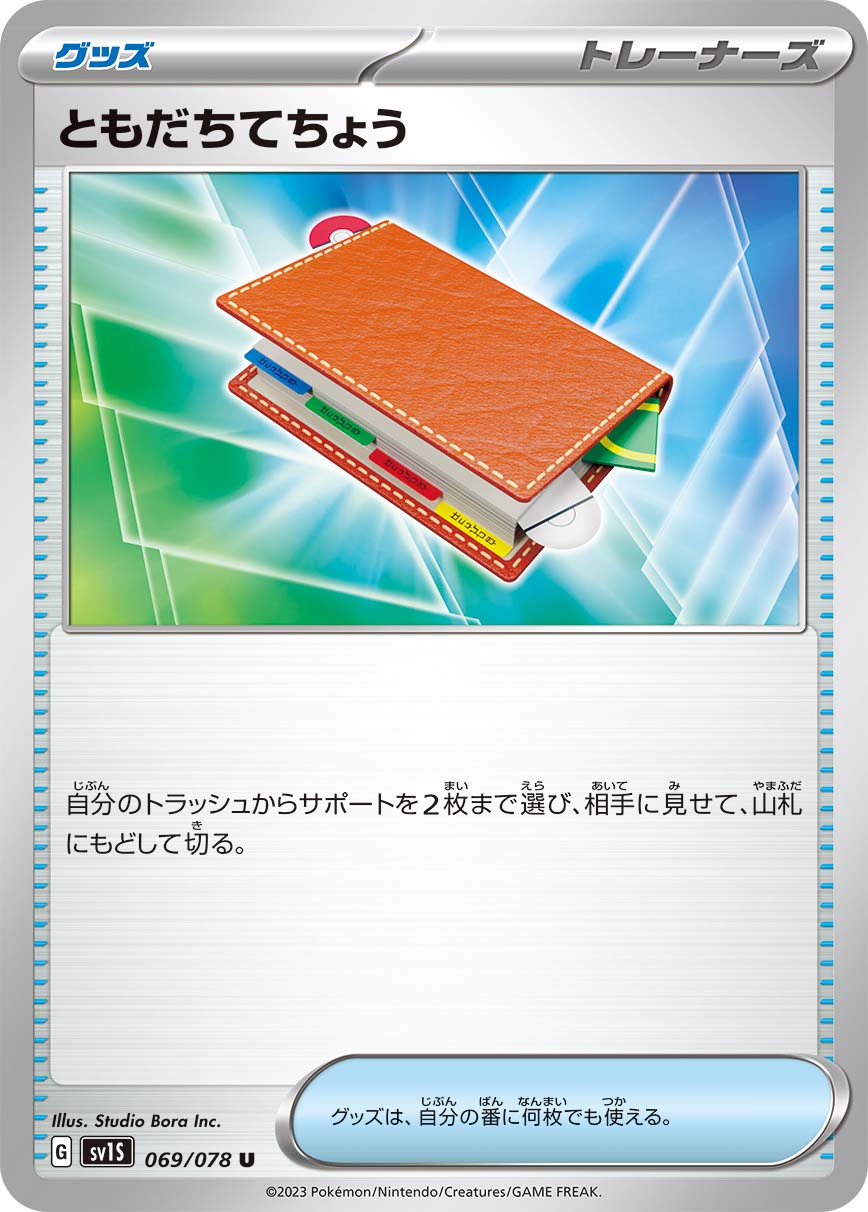 グッズ
トレーナーズ
ともだちてちょう
自分のトラッシュからサポートを2枚まで選び、相手に見せて、山札
にもどして切る。
グッズは、自分の番に何枚でも使える。
Illus. Studio Bora Inc.
G sv1S 069/078 U
©2023 Pokémon/Nintendo/Creatures/GAME FREAK.